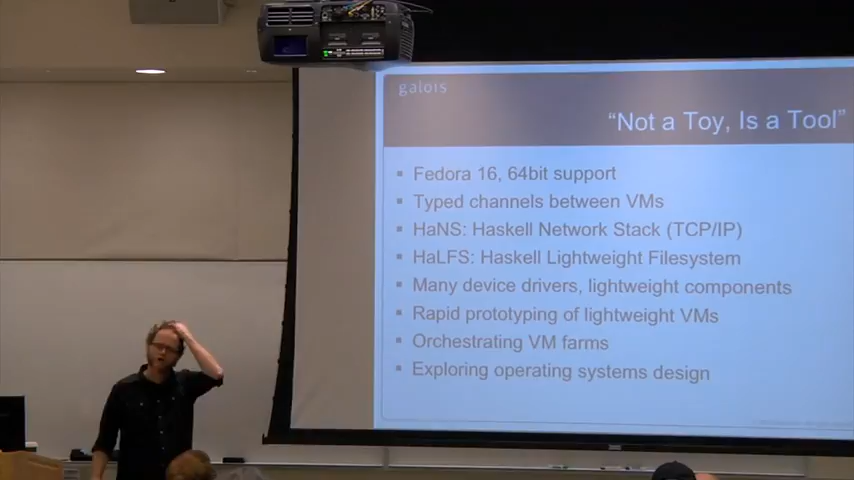 galois
“Not a Toy, Is a Tool”
Fedora 16, 64bit support
Typed channels between VMs
HaNS: Haskell Network Stack (TCP/IP)
HaLFS: Haskell Lightweight Filesystem
Many device drivers, lightweight components
Rapid prototyping of lightweight VMs
Orchestrating VM farms
Exploring operating systems design